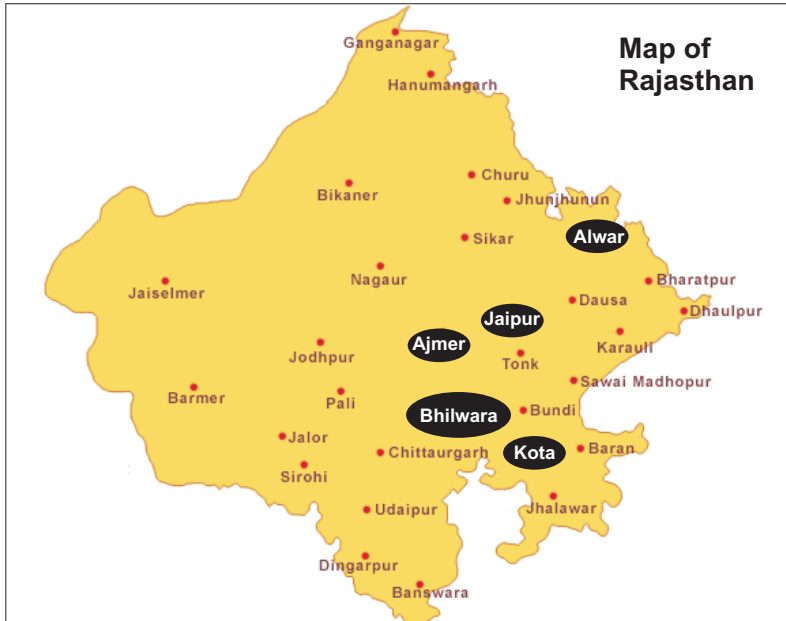 Map of
Rajasthan
Ganganagar
Hanumangarh
Churu
Bikaner
Jhunjhunun
Sikar
Alwar
Nagaur
Jaiselmer
Bharatpur
Dausa
Dhaulpur
Jaipur
Ajmer
Karauli
Jodhpur
Tonk
Sawai Madhopur
Barmer
Pali
Bhilwara
Bundi
Jalor
Chittaurgarh
Kota
Baran
Sirohi
Udaipur
Jhalawar
Dingarpur
Banswara